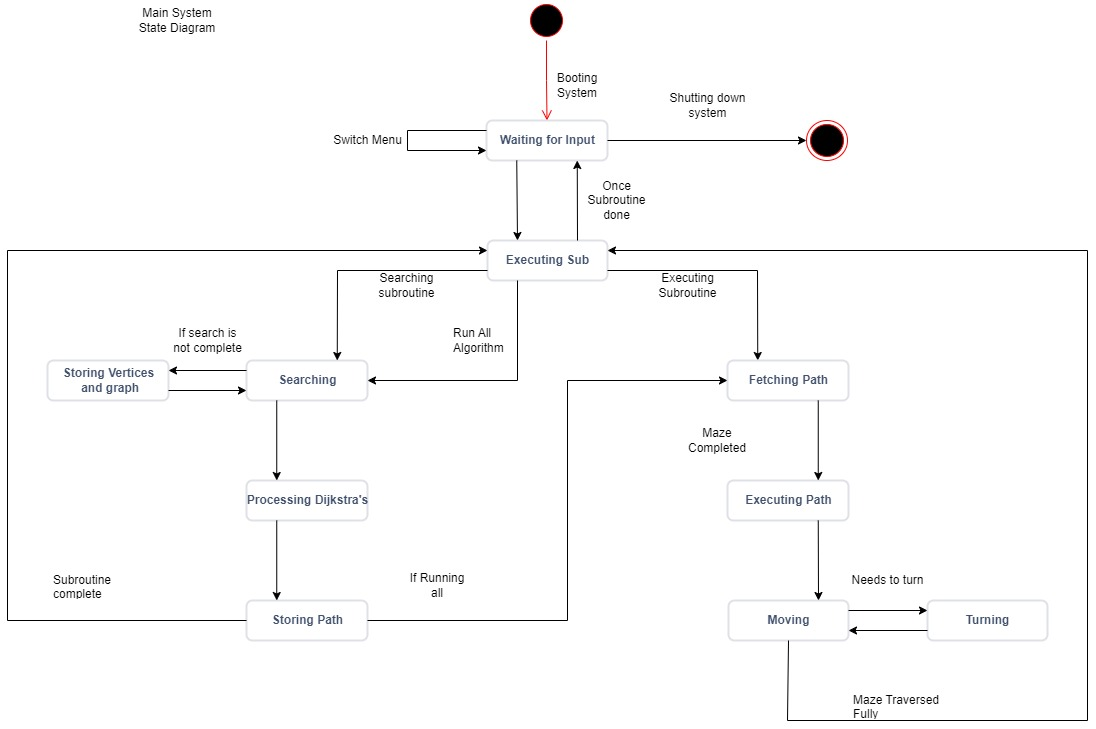 Main System
State Diagram
Booting
System
Shutting down
system
Switch Menu
Waiting for Input
Once
Subroutine
done
Executing Sub
Searching
subroutine
Executing
Subroutine
If search is
not complete
Run All
Algorithm
Storing Vertices
and graph
Searching
Fetching Path
Maze
Completed
Processing Dijkstra's
Executing Path
Subroutine
complete
If Running
all
Needs to turn
Storing Path
Moving
Turning
Maze Traversed
Fully